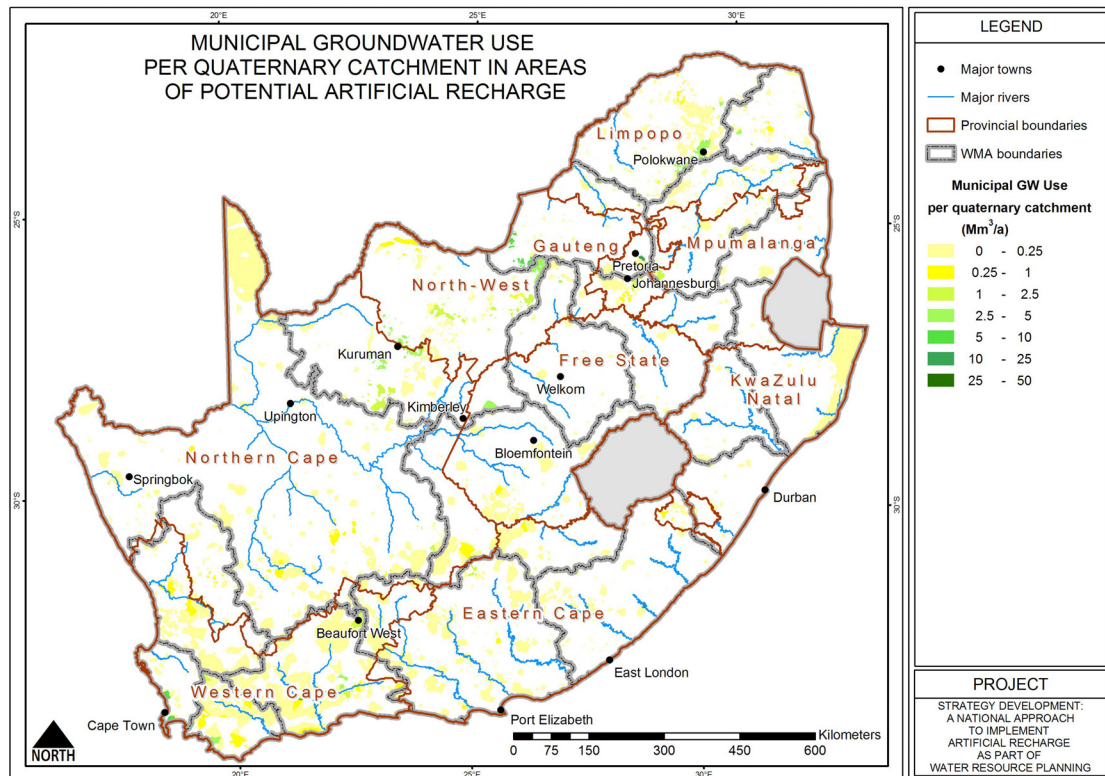 20°E
25°E
30°E
MUNICIPAL GROUNDWATER USE
PER QUATERNARY CATCHMENT IN AREAS
OF POTENTIAL ARTIFICIAL RECHARGE
Limpopo
Polokwane
25°S
25°S
Gauteng
Mpumalanga
Pretoria
Johannesburg
North-West
Kuruman
Free State
Welkom
KwaZulu
Natal
Upington
Kimberley
Bloemfontein
Northern Cape
Springbok
Durban
30°S
30°S
Eastern Cape
Beaufort West
East London
Western Cape
Cape Town
Port Elizabeth
NORTH
Kilometers
0 75 150 300 450 600
20°E
25°E
30°E
LEGEND
Major towns
Major rivers
Provincial boundaries
WMA boundaries
Municipal GW Use
per quaternary catchment
(Mm³/a)
0 - 0.25
0.25 - 1
1 - 2.5
2.5 - 5
5 - 10
10 - 25
25 - 50
PROJECT
STRATEGY DEVELOPMENT:
A NATIONAL APPROACH
TO IMPLEMENT
ARTIFICIAL RECHARGE
AS PART OF
WATER RESOURCE PLANNING